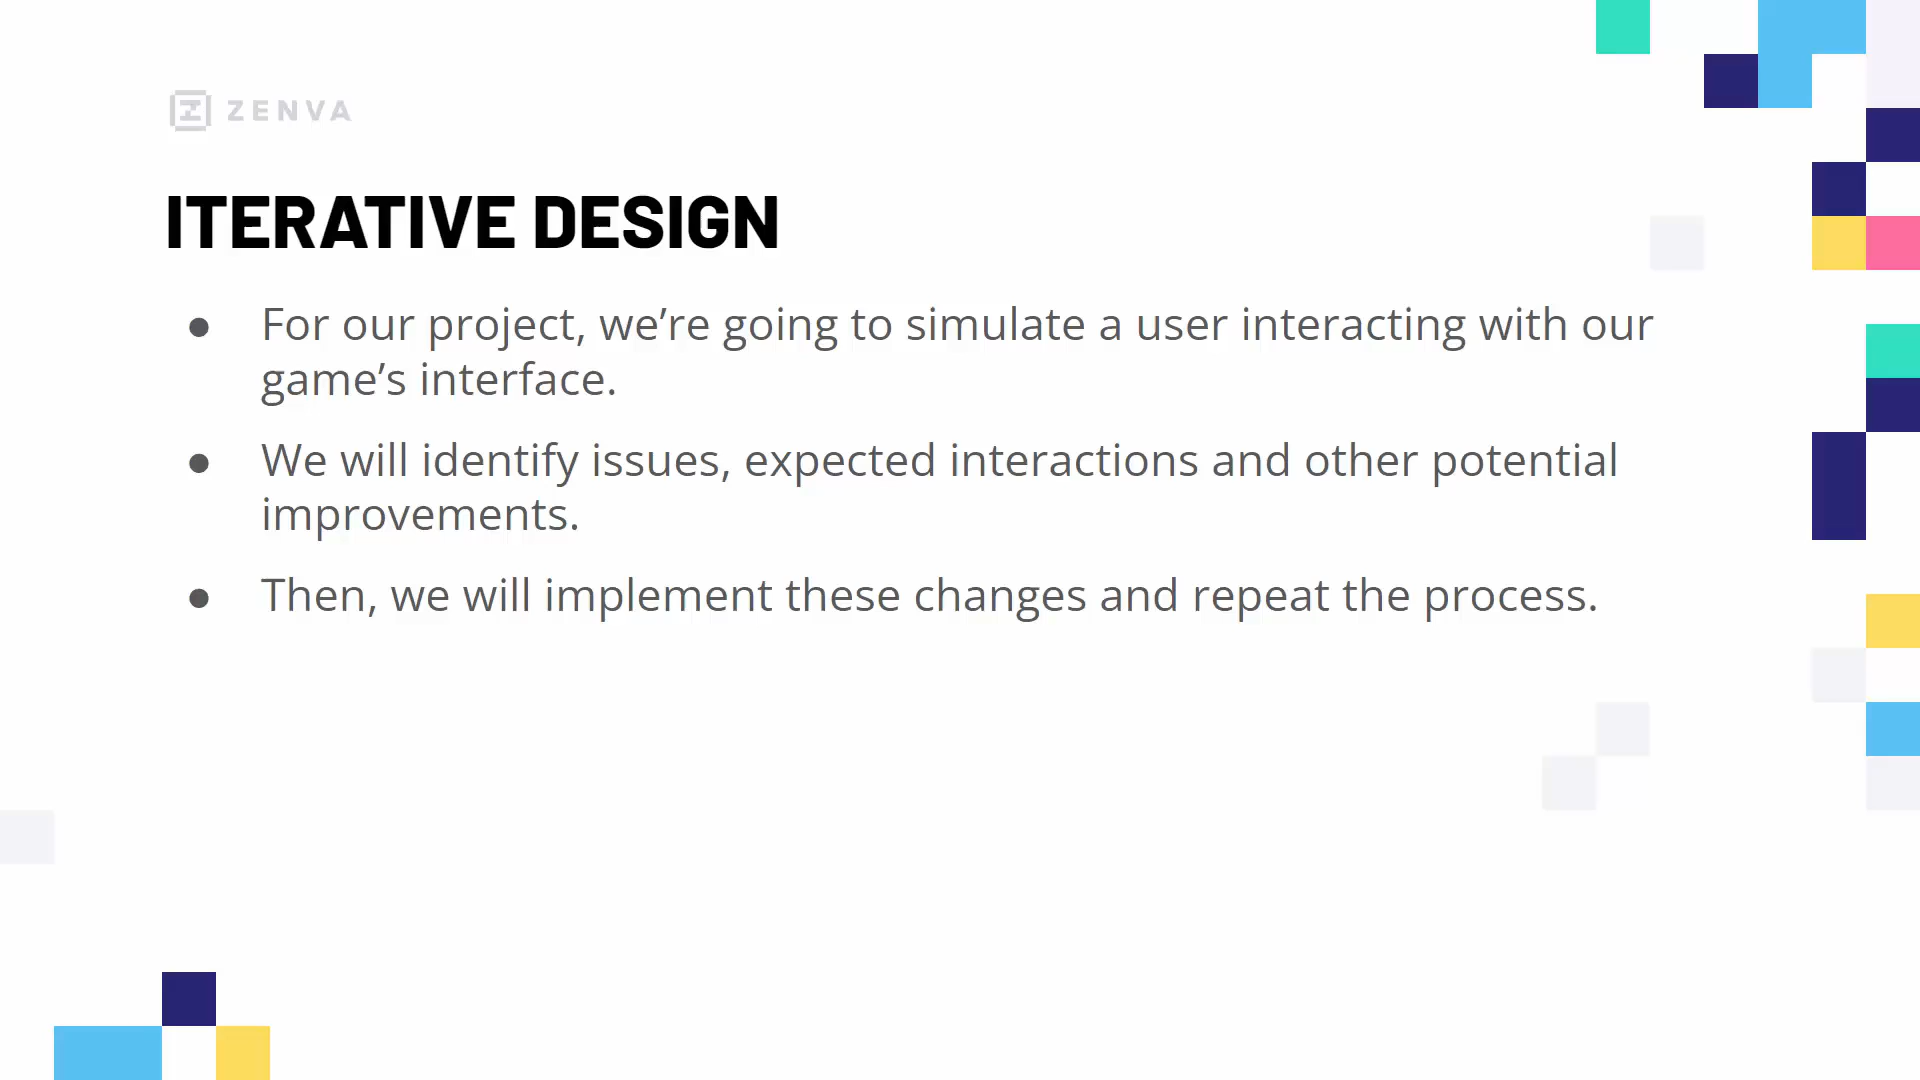 ZENVA
ITERATIVE DESIGN
● For our project, we’re going to simulate a user interacting with our
game’s interface.
● We will identify issues, expected interactions and other potential
improvements.
● Then, we will implement these changes and repeat the process.